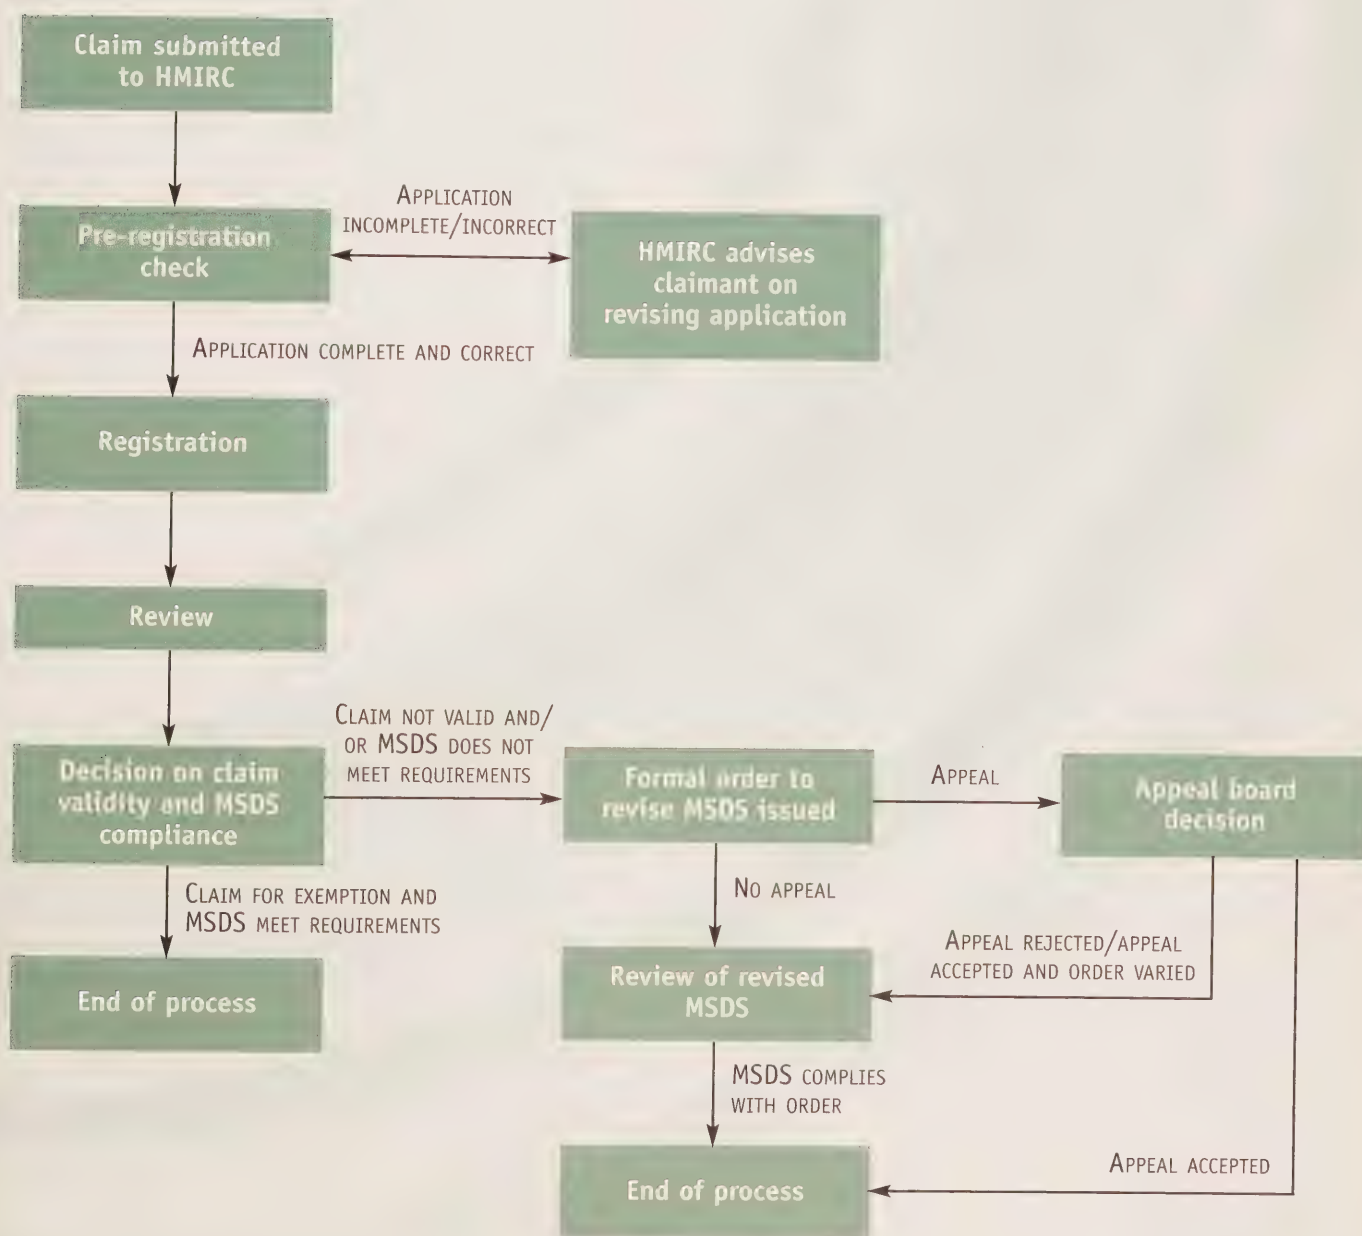 Claim submitted
to HMIRC
Pre-registration
check
APPLICATION
INCOMPLETE/INCORRECT
HMIRC advises
claimant on
revising application
APPLICATION COMPLETE AND CORRECT
Registration
Review
Decision on claim
validity and MSDS
compliance
CLAIM NOT VALID AND/
OR MSDS DOES NOT
MEET REQUIREMENTS
Formal order to
revise MSDS issued
APPEAL
Appeal board
decision
CLAIM FOR EXEMPTION AND
MSDS MEET REQUIREMENTS
End of process
NO APPEAL
APPEAL REJECTED/APPEAL
ACCEPTED AND ORDER VARIED
Review of revised
MSDS
MSDS COMPLIES
WITH ORDER
End of process
APPEAL ACCEPTED